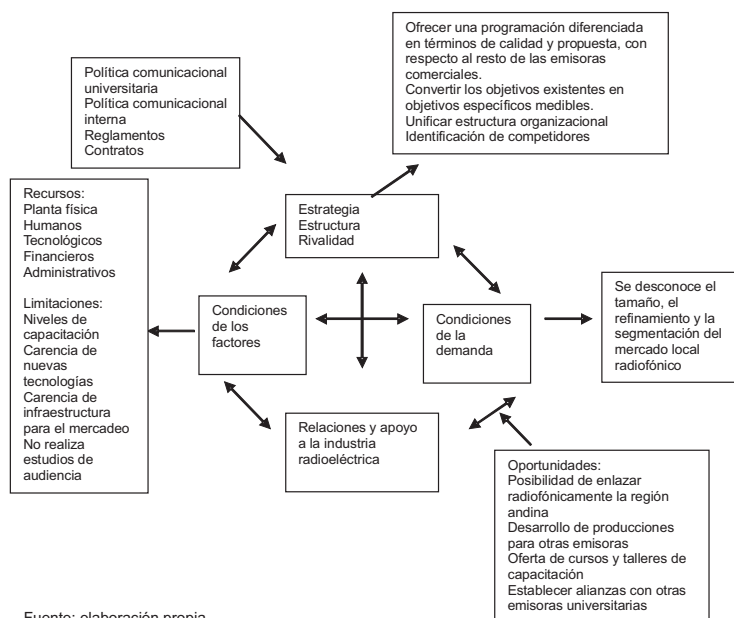 Ofrecer una programación diferenciada
en términos de calidad y propuesta, con
respecto al resto de las emisoras
comerciales.
Convertir los objetivos existentes en
objetivos específicos medibles.
Unificar estructura organizacional
Identificación de competidores
Política comunicacional
universitaria
Política comunicacional
interna
Reglamentos
Contratos
Recursos:
Planta física
Humanos
Tecnológicos
Financieros
Administrativos
Limitaciones:
Niveles de
capacitación
Carencia de
nuevas
tecnologías
Carencia de
infraestructura
para el mercadeo
No realiza
estudios de
audiencia
Estrategia
Estructura
Rivalidad
Condiciones
de los
factores
Condiciones
de la
demanda
Se desconoce el
tamaño, el
refinamiento y la
segmentación del
mercado local
radiofónico
Relaciones y apoyo
a la industria
radioeléctrica
Oportunidades:
Posibilidad de enlazar
radiofónicamente la región
andina
Desarrollo de producciones
para otras emisoras
Oferta de cursos y talleres de
capacitación
Establecer alianzas con otras
emisoras universitarias
Fuente: elaboración propia